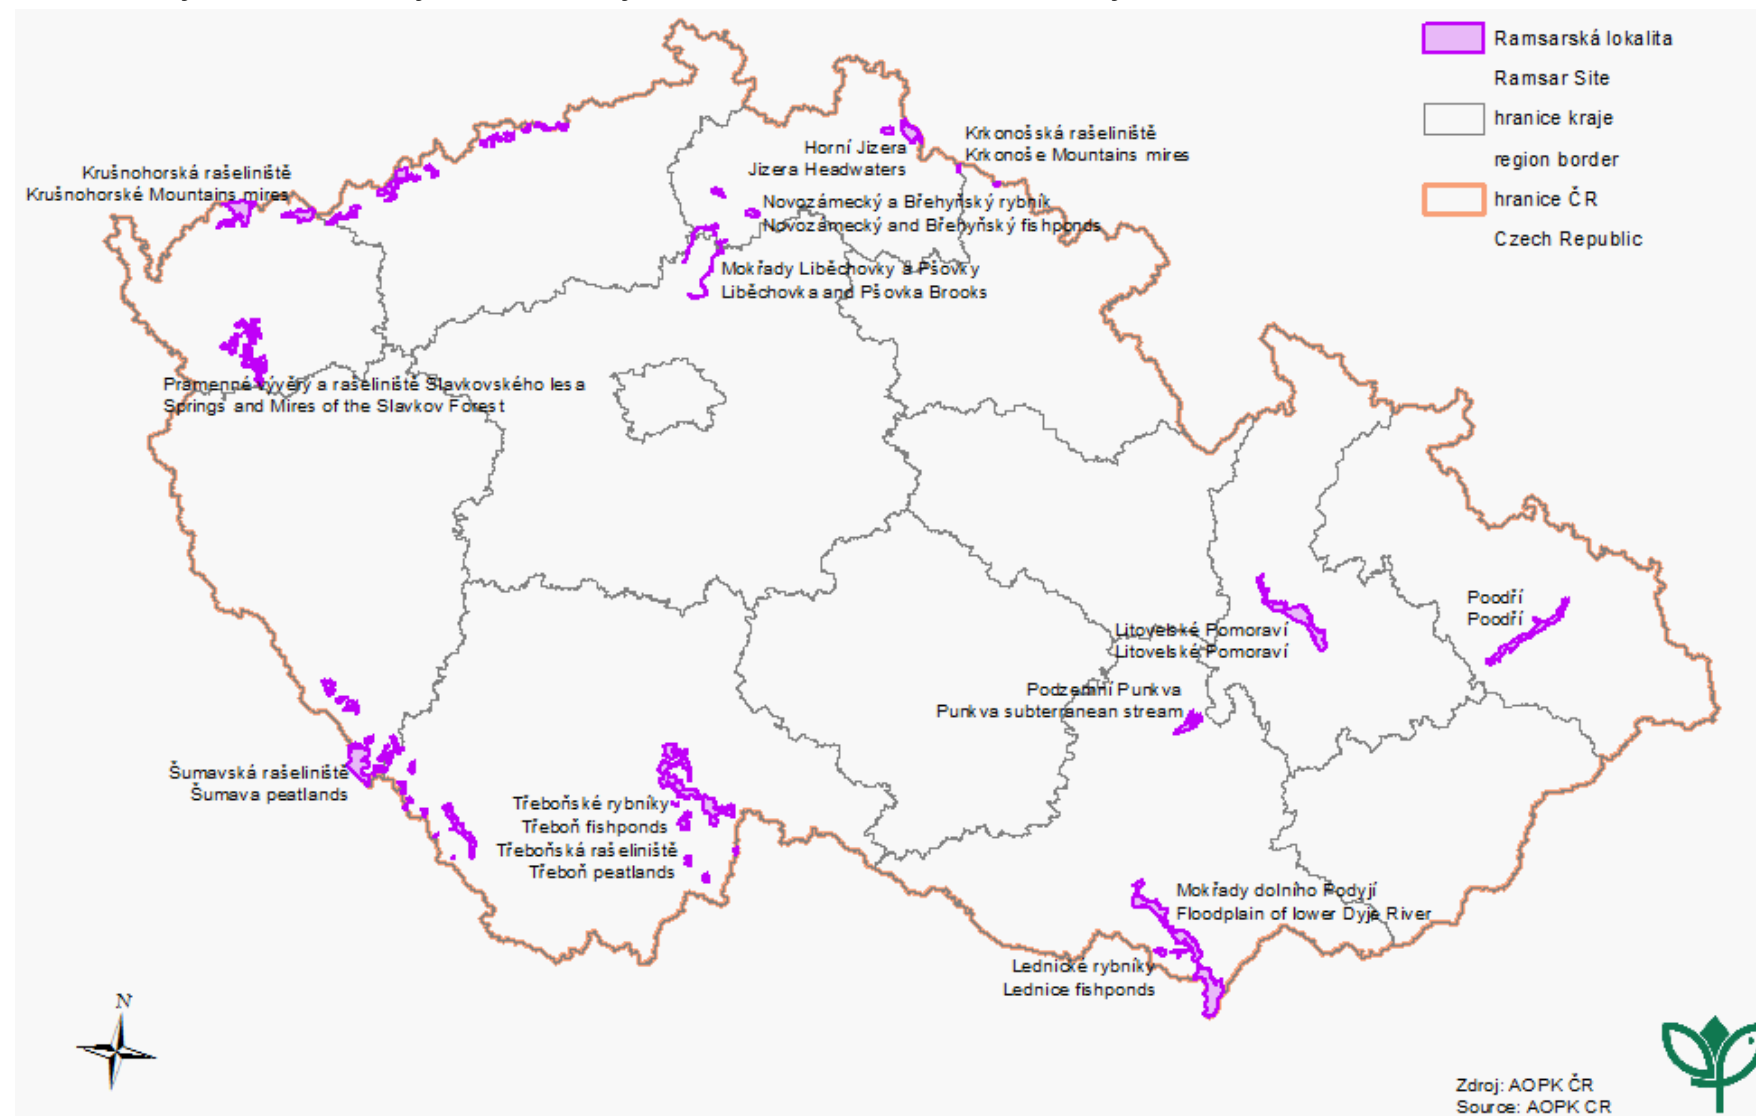 Ramsarská lokalita
Ramsar Site
hranice kraje
region border
hranice ČR
Czech Republic
Krkonošská rašeliniště
Krkonoše Mountains mires
Horní Jizera
Jizera Headwaters
Krušnohorská rašeliniště
Krušnohorské Mountains mires
Novozámecký a Břehyňský rybník
Novozámecký and Břehyňský fishponds
Mokřady Liběchovky a Pšovky
Liběchovka and Pšovka Brooks
Pramenné vývěry a rašeliniště Slavkovského lesa
Springs and Mires of the Slavkov Forest
Poodří
Poodří
Litovelské Pomoraví
Litovelské Pomoraví
Podzemní Punkva
Punkva subterranean stream
Šumavská rašeliniště
Šumava peatlands
Třeboňské rybníky
Třeboň fishponds
Třeboňská rašeliniště
Třeboň peatlands
Mokřady dolního Podyjí
Floodplain of lower Dyje River
Lednické rybníky
Lednice fishponds
N
Zdroj: AOPK ČR
Source: AOPK CR